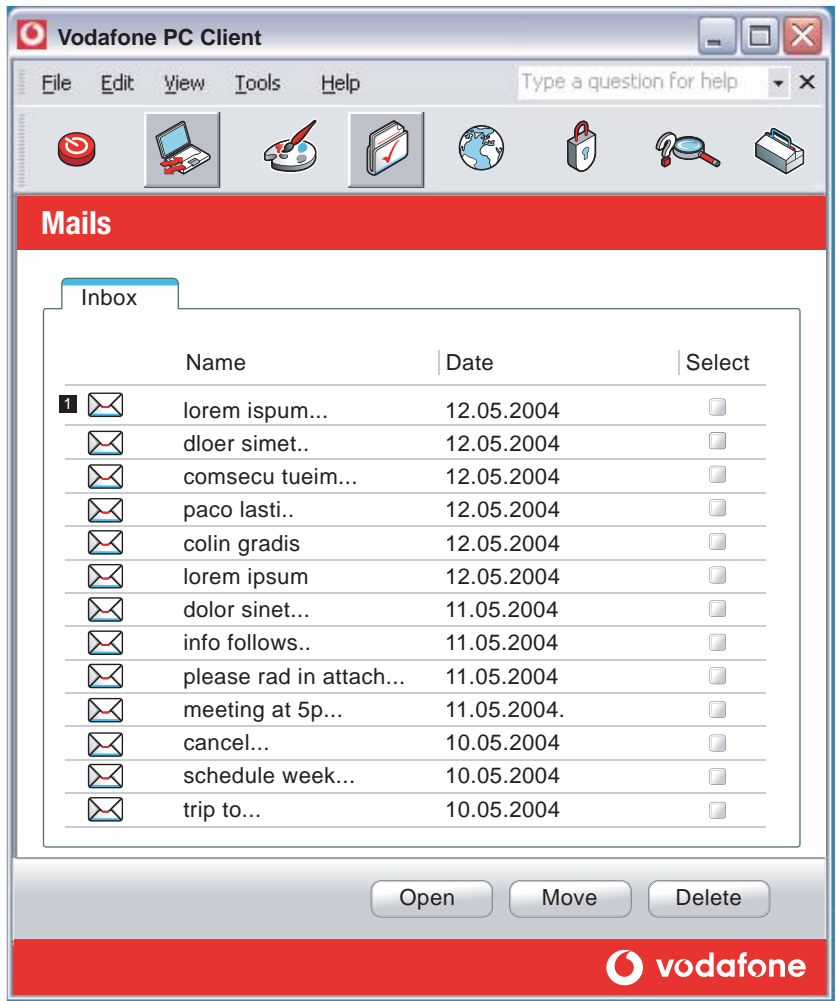 Vodafone PC Client
File Edit View Tools Help Type a question for help
Mails
Inbox
Name Date Select
1 lorem ispum... 12.05.2004
dloer simet.. 12.05.2004
comsecu tueim... 12.05.2004
paco lasti.. 12.05.2004
colin gradis 12.05.2004
lorem ipsum 12.05.2004
dolor sinet... 11.05.2004
info follows.. 11.05.2004
please rad in attach... 11.05.2004
meeting at 5p... 11.05.2004.
cancel... 10.05.2004
schedule week... 10.05.2004
trip to... 10.05.2004
Open Move Delete
vodafone